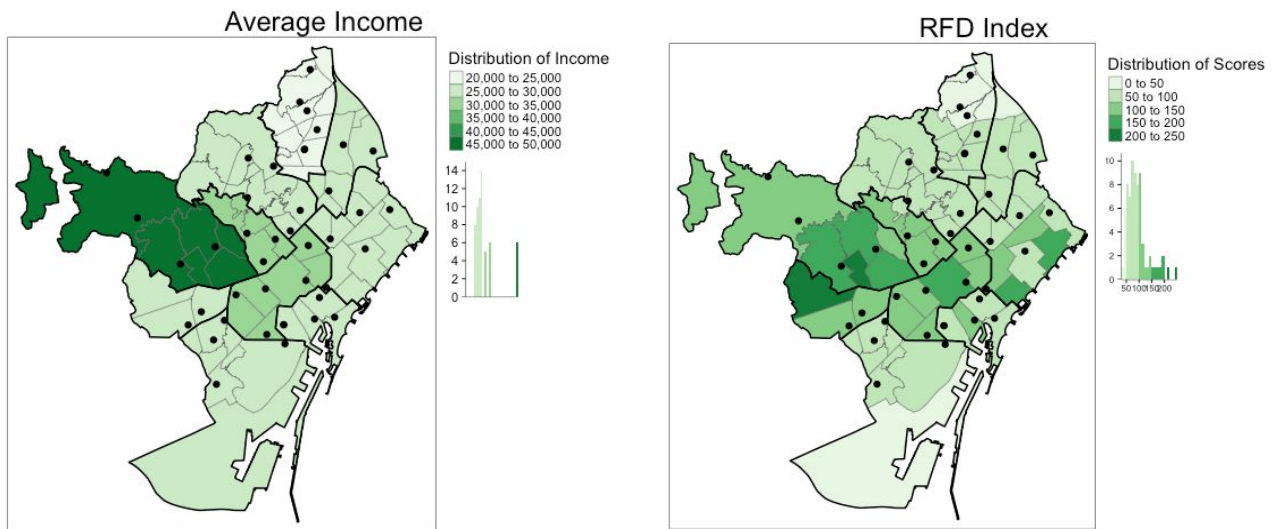 Average Income
Distribution of Income
20,000 to 25,000
25,000 to 30,000
30,000 to 35,000
35,000 to 40,000
40,000 to 45,000
45,000 to 50,000
14
12
10
8
6
4
2
0
RFD Index
Distribution of Scores
0 to 50
50 to 100
100 to 150
150 to 200
200 to 250
10
8
6
4
2
0
50 100 150 200